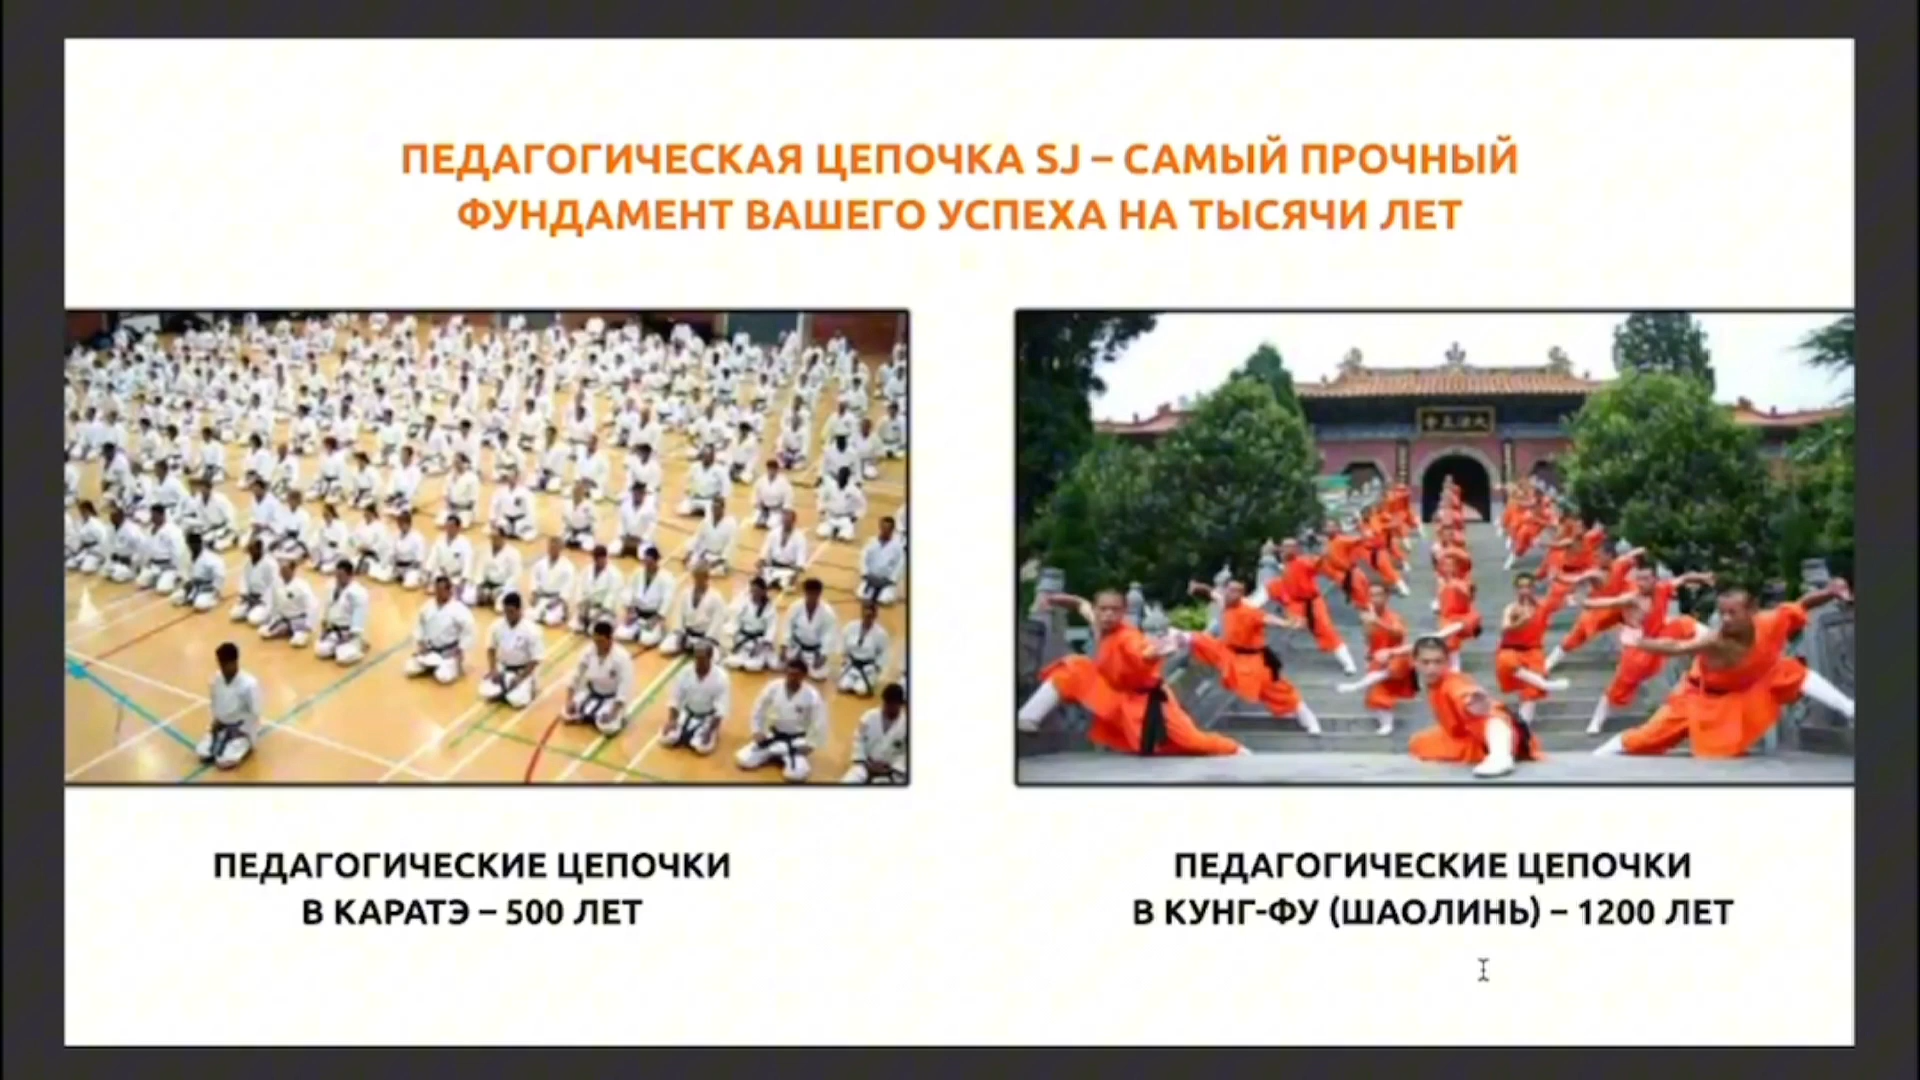 ПЕДАГОГИЧЕСКАЯ ЦЕПОЧКА SJ – САМЫЙ ПРОЧНЫЙ
ФУНДАМЕНТ ВАШЕГО УСПЕХА НА ТЫСЯЧИ ЛЕТ
ПЕДАГОГИЧЕСКИЕ ЦЕПОЧКИ
В КАРАТЭ – 500 ЛЕТ
ПЕДАГОГИЧЕСКИЕ ЦЕПОЧКИ
В КУНГ-ФУ (ШАОЛИНЬ) – 1200 ЛЕТ